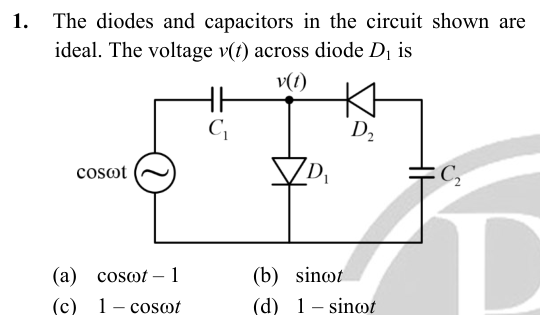 1. The diodes and capacitors in the circuit shown are
ideal. The voltage v(t) across diode D₁ is
v(t)
C₁
D₂
cosωt
D₁
C₂
(a) cosωt – 1 (b) sinωt
(c) 1 – cosωt (d) 1 – sinωt